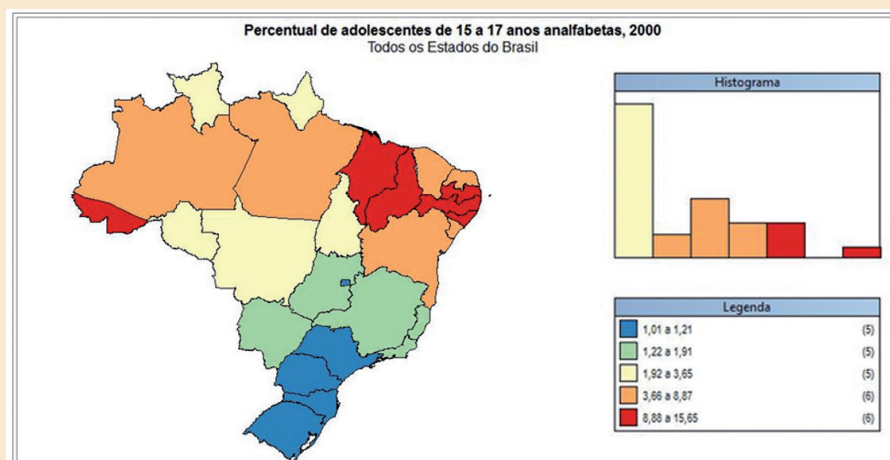 Percentual de adolescentes de 15 a 17 anos analfabetas, 2000
Todos os Estados do Brasil
Histograma
Legenda
1,01 a 1,21 (5)
1,22 a 1,91 (5)
1,92 a 3,65 (5)
3,66 a 8,87 (6)
8,88 a 15,65 (6)